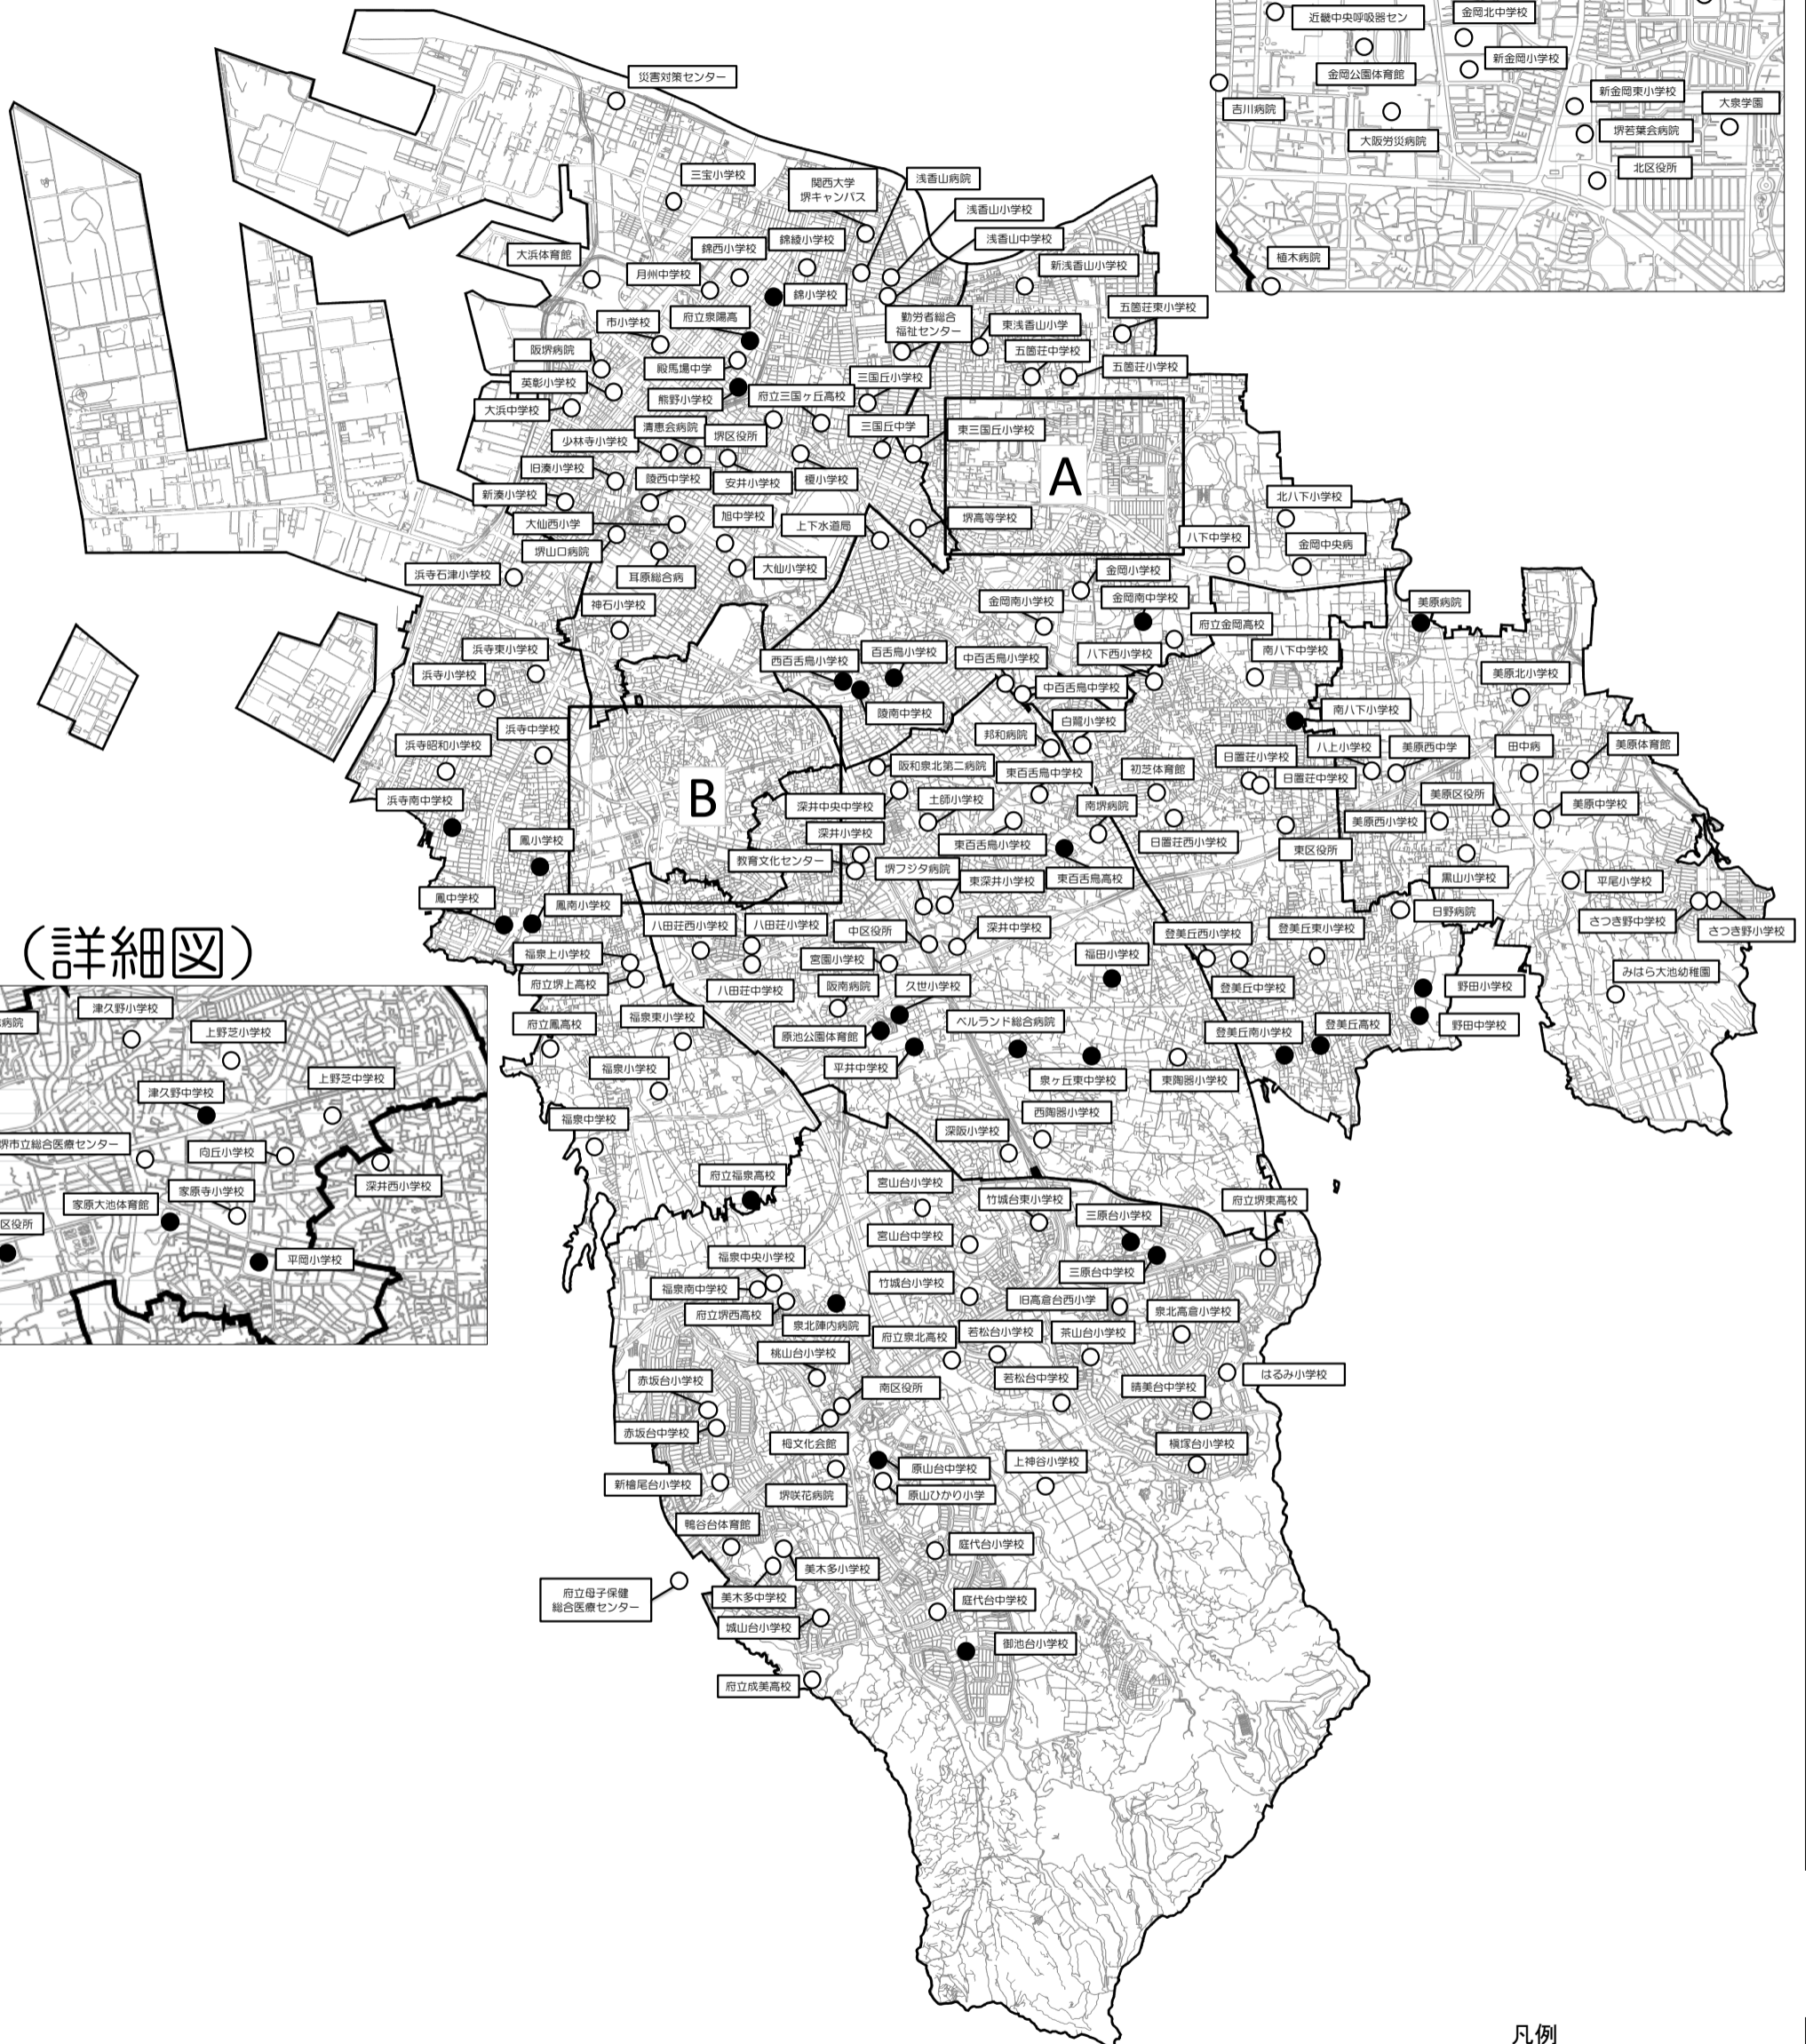 近畿中央呼吸器セン
金岡北中学校
新金岡小学校
金岡公園体育館
新金岡東小学校
大泉学園
吉川病院
大阪労災病院
堺若葉会病院
北区役所
植木病院
災害対策センター
三宝小学校
関西大学
堺キャンパス
浅香山病院
浅香山小学校
浅香山中学校
錦西小学校
錦綾小学校
大浜体育館
月州中学校
新浅香山小学校
錦小学校
市小学校
府立泉陽高
勤労者総合
福祉センター
東浅香山小学
五箇荘東小学校
阪堺病院
殿馬場中学
五箇荘中学校
五箇荘小学校
英彰小学校
三国丘小学校
大浜中学校
熊野小学校
府立三国ヶ丘高校
清恵会病院
少林寺小学校
堺区役所
三国丘中学
東三国丘小学校
A
旧湊小学校
陵西中学校
安井小学校
榎小学校
新湊小学校
北八下小学校
大仙西小学
旭中学校
上下水道局
堺高等学校
堺山口病院
八下中学校
金岡中央病
浜寺石津小学校
耳原総合病
大仙小学校
金岡小学校
神石小学校
金岡南小学校
金岡南中学校
美原病院
府立金岡高校
浜寺東小学校
西百舌鳥小学校
百舌鳥小学校
中百舌鳥小学校
八下西小学校
南八下中学校
浜寺小学校
中百舌鳥中学校
美原北小学校
陵南中学校
南八下小学校
浜寺中学校
邦和病院
白鷺小学校
浜寺昭和小学校
八上小学校
美原西中学
田中病
美原体育館
阪和泉北第二病院
東百舌鳥中学校
初芝体育館
日置荘小学校
日置荘中学校
浜寺南中学校
B
深井中央中学校
土師小学校
南堺病院
美原区役所
美原中学校
鳳小学校
深井小学校
東百舌鳥小学校
日置荘西小学校
美原西小学校
東区役所
教育文化センター
堺フジタ病院
東深井小学校
東百舌鳥高校
黒山小学校
平尾小学校
鳳中学校
鳳南小学校
日野病院
さつき野中学校
さつき野小学校
(詳細図)
八田荘西小学校
八田荘小学校
中区役所
深井中学校
登美丘西小学校
登美丘東小学校
福泉上小学校
宮園小学校
福田小学校
みはら大池幼稚園
府立堺上高校
八田荘中学校
阪南病院
久世小学校
登美丘中学校
野田小学校
津久野小学校
病院
上野芝小学校
府立鳳高校
福泉東小学校
原池公園体育館
ベルランド総合病院
登美丘南小学校
登美丘高校
野田中学校
上野芝中学校
津久野中学校
福泉小学校
平井中学校
泉ヶ丘東中学校
東陶器小学校
福泉中学校
西陶器小学校
堺市立総合医療センター
向丘小学校
深阪小学校
家原寺小学校
深井西小学校
府立福泉高校
宮山台小学校
家原大池体育館
竹城台東小学校
府立堺東高校
区役所
三原台小学校
宮山台中学校
平岡小学校
福泉中央小学校
三原台中学校
福泉南中学校
竹城台小学校
旧高倉台西小学
泉北高倉小学校
府立堺西高校
泉北陣内病院
府立泉北高校
若松台小学校
茶山台小学校
桃山台小学校
赤坂台小学校
南区役所
若松台中学校
晴美台中学校
はるみ小学校
赤坂台中学校
栂文化会館
槇塚台小学校
原山台中学校
上神谷小学校
新檜尾台小学校
堺咲花病院
原山ひかり小学
鴨谷台体育館
庭代台小学校
美木多小学校
府立母子保健
総合医療センター
美木多中学校
庭代台中学校
城山台小学校
御池台小学校
府立成美高校
凡例